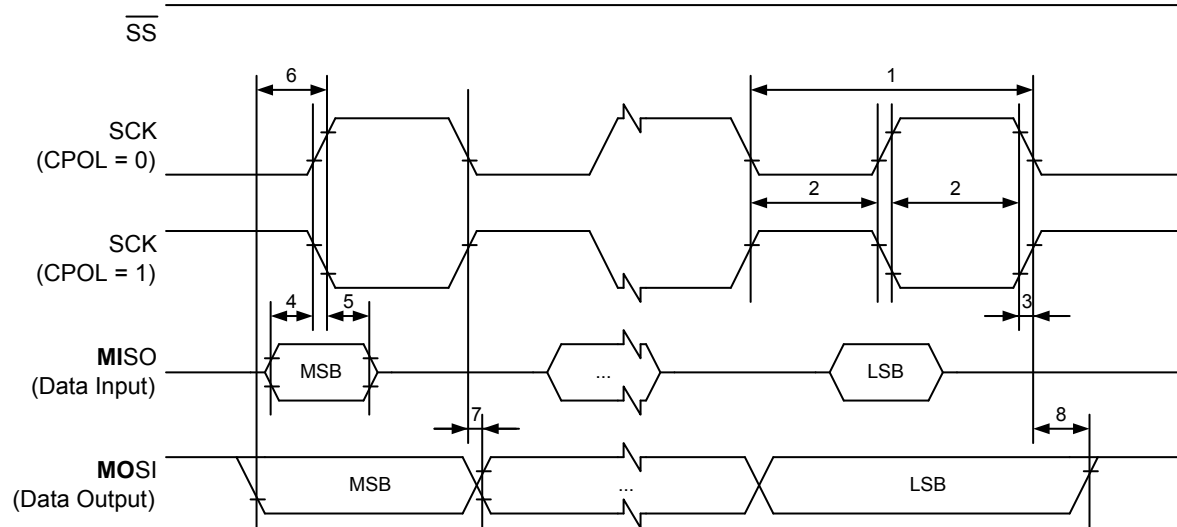 SS
6
1
SCK
(CPOL = 0)
2
2
SCK
(CPOL = 1)
4
5
3
MISO
(Data Input)
MSB
...
LSB
7
8
MOSI
(Data Output)
MSB
...
LSB